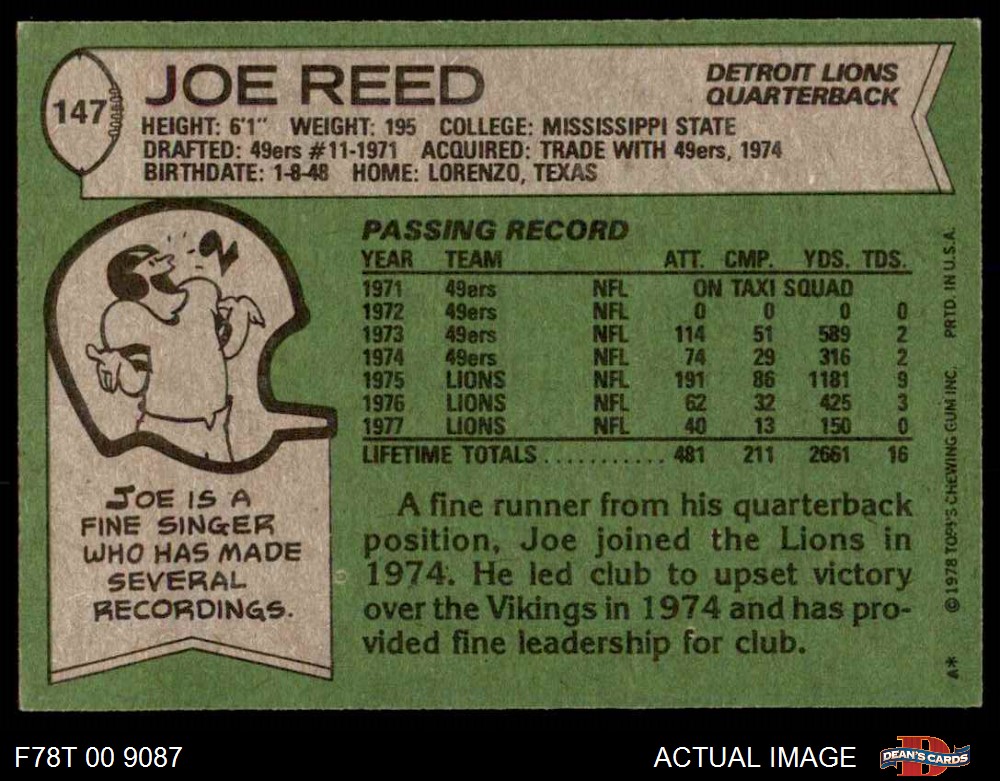 147
JOE REED
DETROIT LIONS
QUARTERBACK
HEIGHT: 6'1" WEIGHT: 195 COLLEGE: MISSISSIPPI STATE
DRAFTED: 49ers #11-1971 ACQUIRED: TRADE WITH 49ers, 1974
BIRTHDATE: 1-8-48 HOME: LORENZO, TEXAS
PASSING RECORD
YEAR TEAM ATT. CMP. YDS. TDS.
1971 49ers NFL ON TAXI SQUAD
1972 49ers NFL 0 0 0 0
1973 49ers NFL 114 51 589 2
1974 49ers NFL 74 29 316 2
1975 LIONS NFL 191 86 1181 9
1976 LIONS NFL 62 32 425 3
1977 LIONS NFL 40 13 150 0
LIFETIME TOTALS........... 481 211 2661 16
JOE IS A
FINE SINGER
WHO HAS MADE
SEVERAL
RECORDINGS.
A fine runner from his quarterback
position, Joe joined the Lions in
1974. He led club to upset victory
over the Vikings in 1974 and has pro-
vided fine leadership for club.
A* © 1978 TOPPS CHEWING GUM INC. PRTD. IN U.S.A.
F78T 00 9087
ACTUAL IMAGE
DEAN'S CARDS